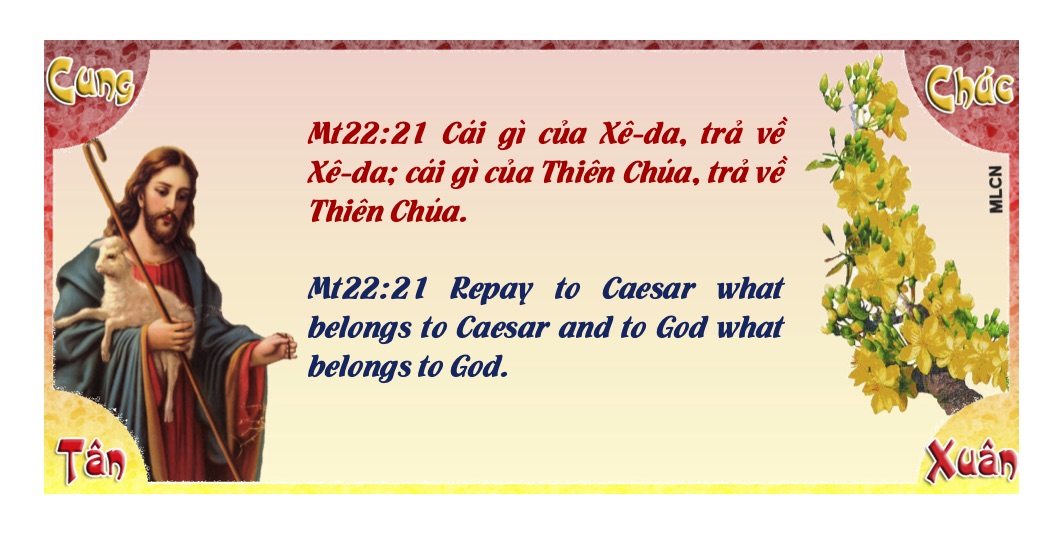 Cung
Chúc
Mt22:21 Cái gì của Xê-da, trả về
Xê-da; cái gì của Thiên Chúa, trả về
Thiên Chúa.
MLCN
Mt22:21 Repay to Caesar what
belongs to Caesar and to God what
belongs to God.
Tân
Xuân